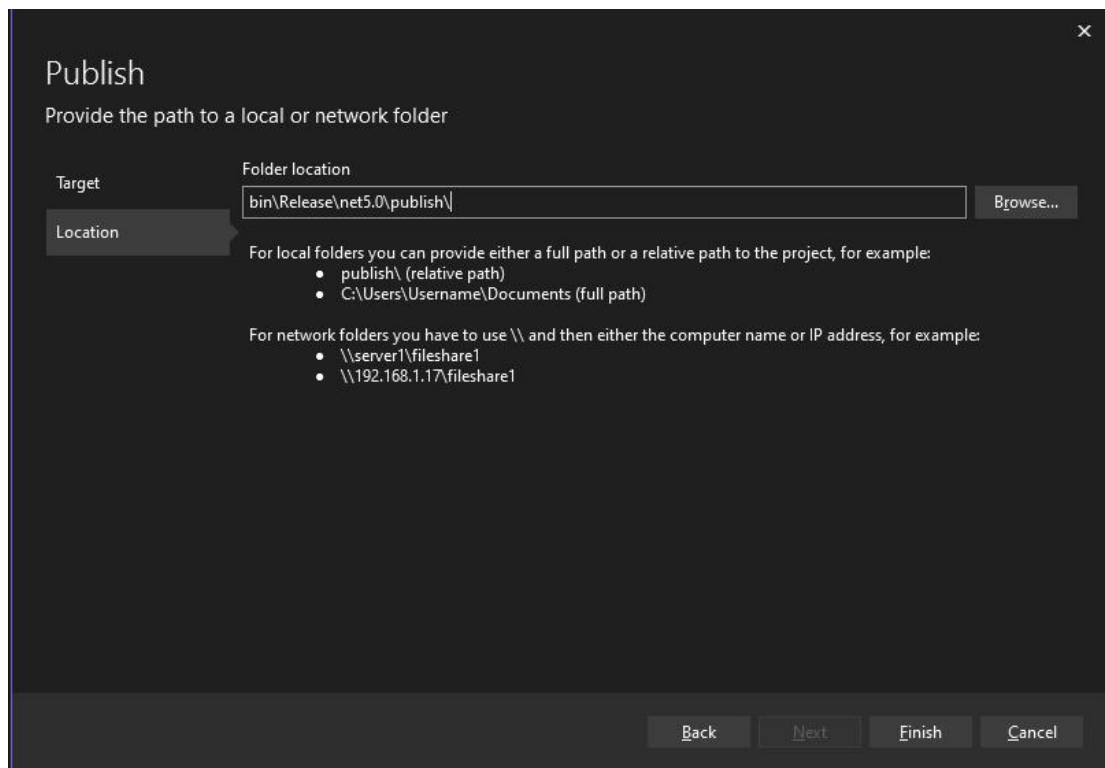 Publish
Provide the path to a local or network folder
Target
Location
Folder location
bin\Release\net5.0\publish\
Browse...
For local folders you can provide either a full path or a relative path to the project, for example:
● publish\ (relative path)
● C:\Users\Username\Documents (full path)
For network folders you have to use \\ and then either the computer name or IP address, for example:
● \\server1\fileshare1
● \\192.168.1.17\fileshare1
Back
Next
Finish
Cancel